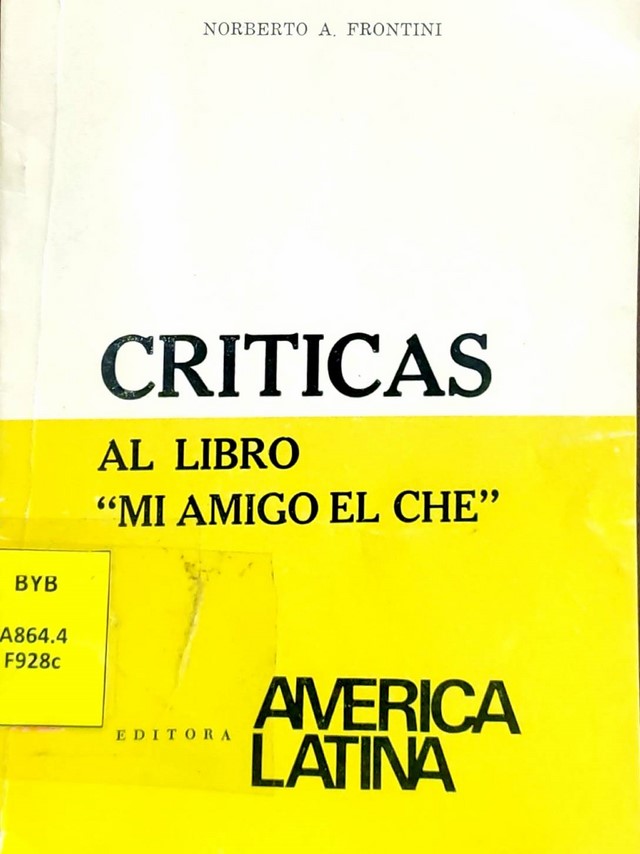 NORBERTO A. FRONTINI
CRITICAS
AL LIBRO
“MI AMIGO EL CHE”
BYB
A864.4
F928c
EDITORA
AMERICA
LATINA